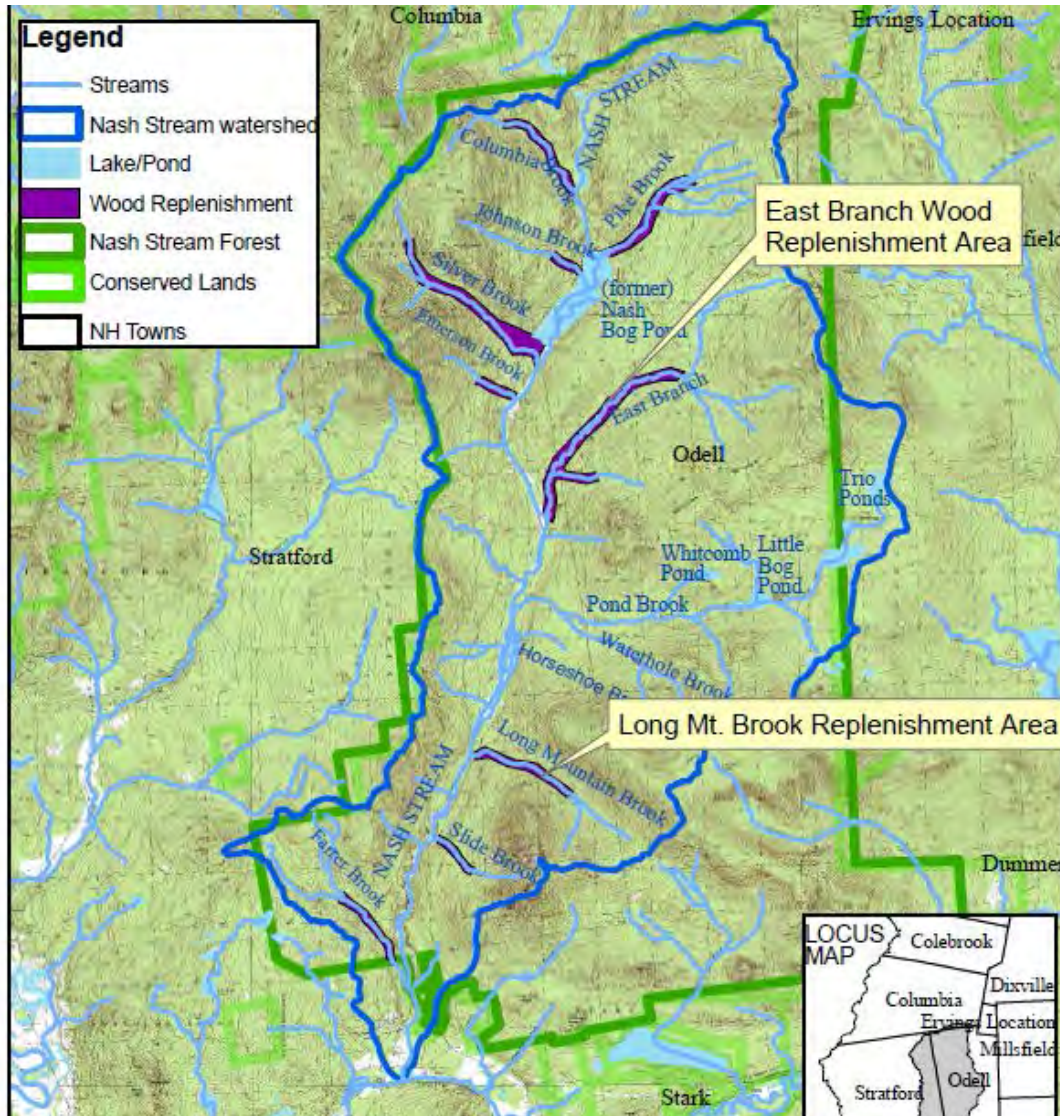 Columbia
Ervings Location
Legend
Streams
Nash Stream watershed
Lake/Pond
Wood Replenishment
Nash Stream Forest
Conserved Lands
NH Towns
NASH STREAM
Columbia Brook
Pike Brook
Johnson Brook
East Branch Wood
Replenishment Area
field
Silver Brook
(former)
Nash
Bog Pond
Emerson Brook
East Branch
Odell
Trio
Ponds
Stratford
Whitcomb
Pond
Little
Bog
Pond
Pond Brook
Waterhole Brook
Horseshoe
Long Mt. Brook Replenishment Area
Long Mountain Brook
NASH STREAM
Slide Brook
Farrer Brook
Dummer
LOCUS
MAP
Colebrook
Dixville
Columbia
Ervings Location
Millsfield
Stratford
Odell
Stark